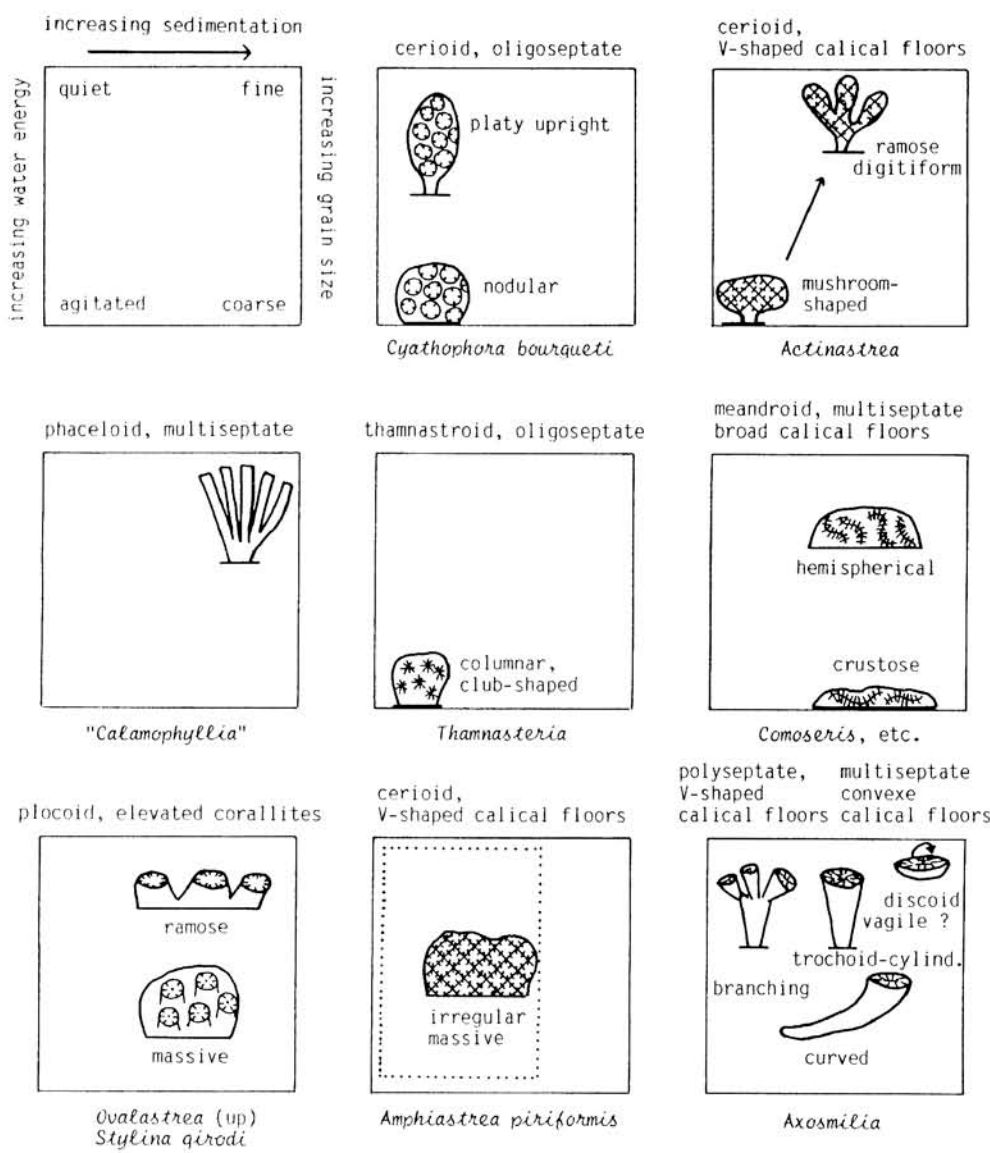 increasing sedimentation
increasing water energy
quiet fine
agitated coarse
increasing grain size
cerioid, oligoseptate
platy upright
nodular
Cyathophora bourqueti
cerioid,
V-shaped calical floors
ramose
digitiform
mushroom-
shaped
Actinastrea
phaceloid, multiseptate
"Calamophyllia"
thamnastroid, oligoseptate
columnar,
club-shaped
Thamnasteria
meandroid, multiseptate
broad calical floors
hemispherical
crustose
Comoseris, etc.
plocoid, elevated corallites
ramose
massive
Ovalastrea (up)
Stylina girodi
cerioid,
V-shaped calical floors
irregular
massive
Amphiastrea piriformis
polyseptate,
V-shaped
calical floors
multiseptate
convexe
calical floors
discoid
vagile ?
trochoid-cylind.
branching
curved
Axosmilia